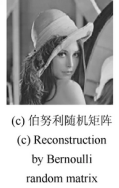 (c) 伯努利随机矩阵
(c) Reconstruction
by Bernoulli
random matrix